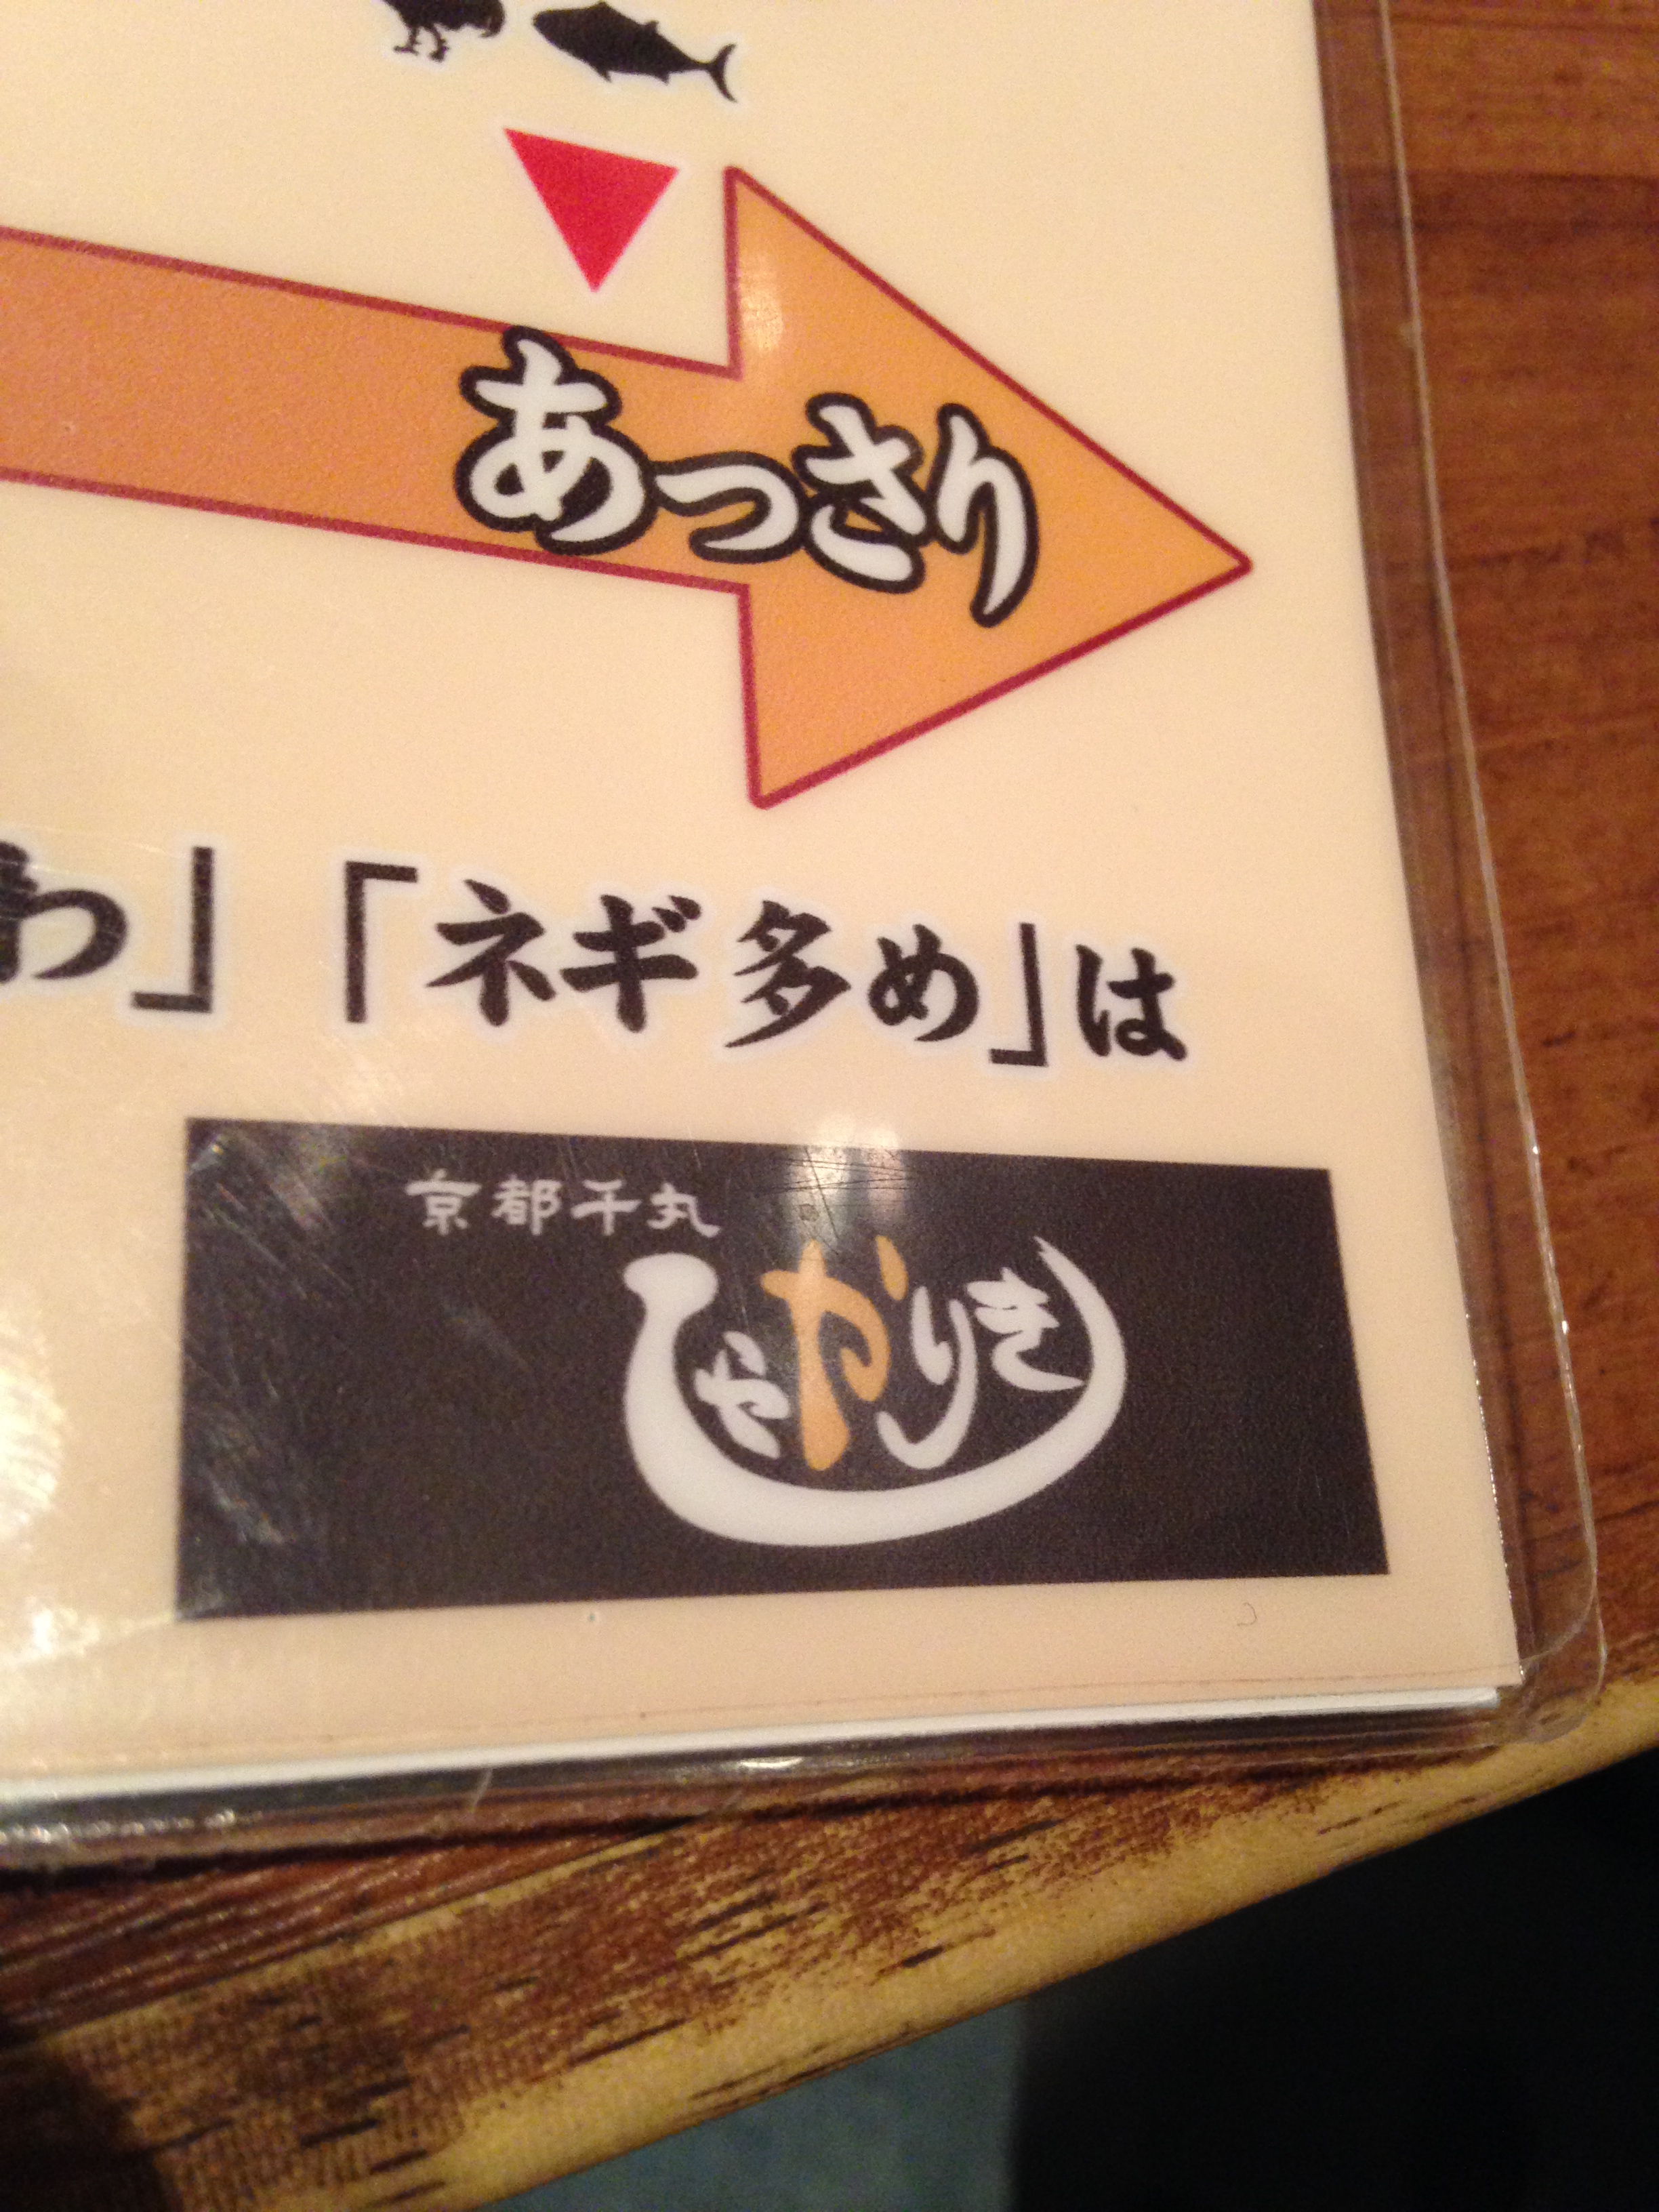 あっさり
わ」「ネギ多め」は
京都千丸
しゃかりき